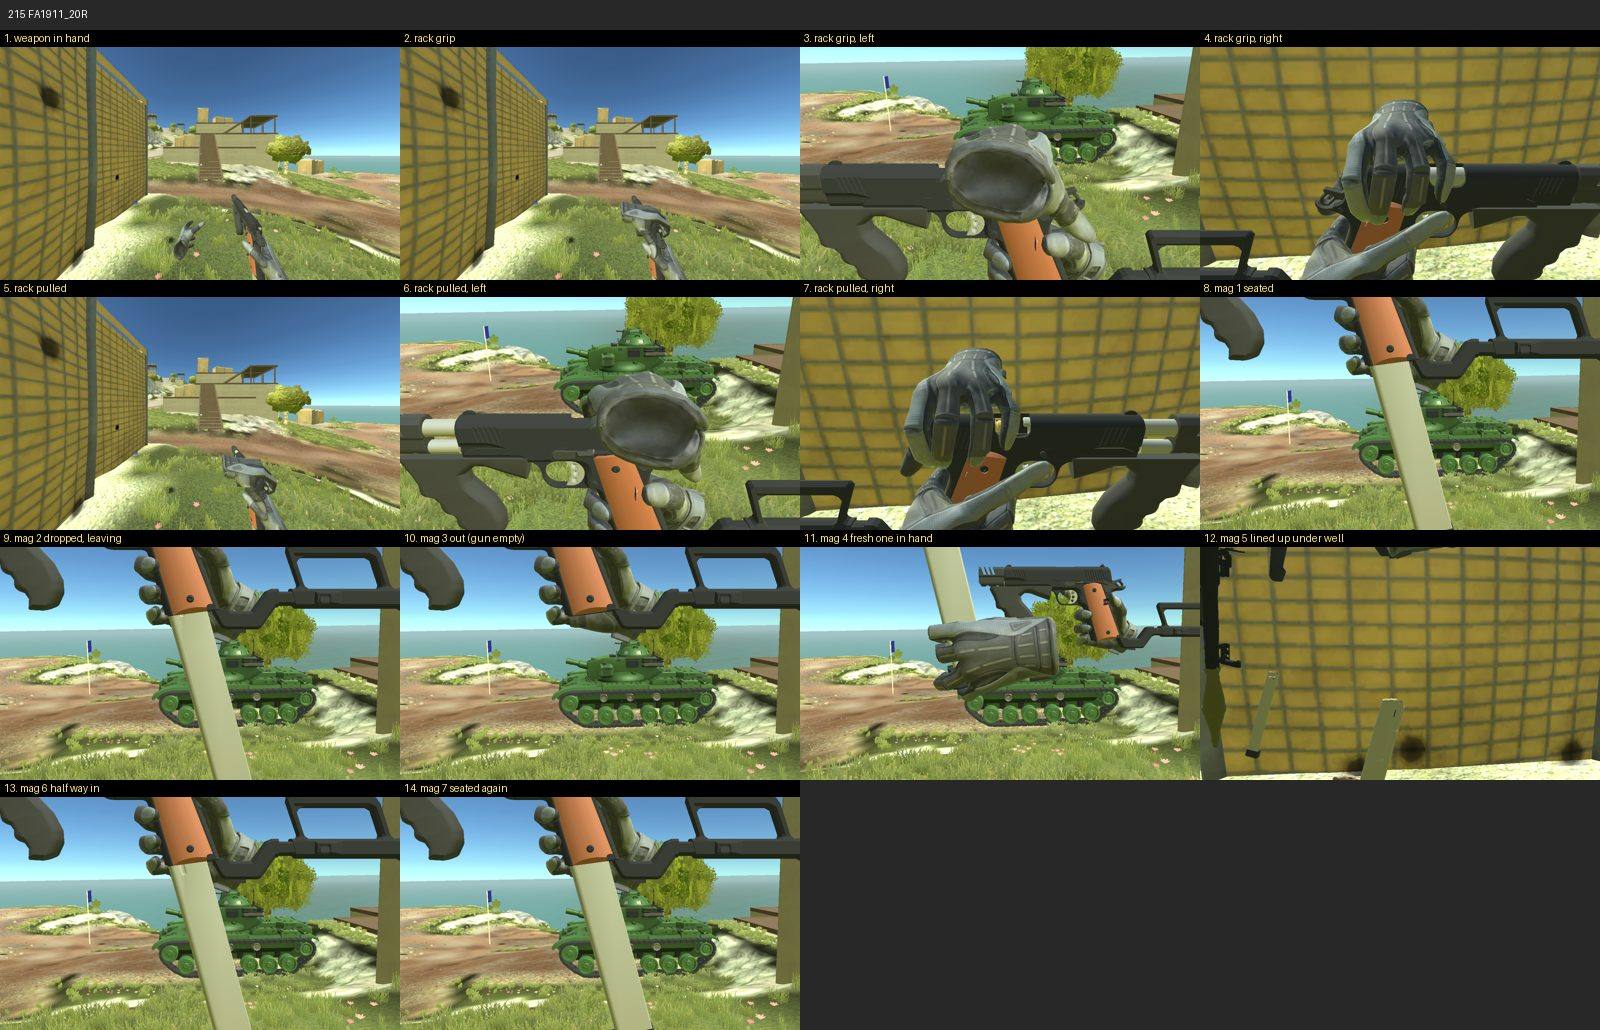 215 FA1911_20R
1. weapon in hand
2. rack grip
3. rack grip, left
4. rack grip, right
5. rack pulled
6. rack pulled, left
7. rack pulled, right
8. mag 1 seated
9. mag 2 dropped, leaving
10. mag 3 out (gun empty)
11. mag 4 fresh one in hand
12. mag 5 lined up under well
13. mag 6 half way in
14. mag 7 seated again